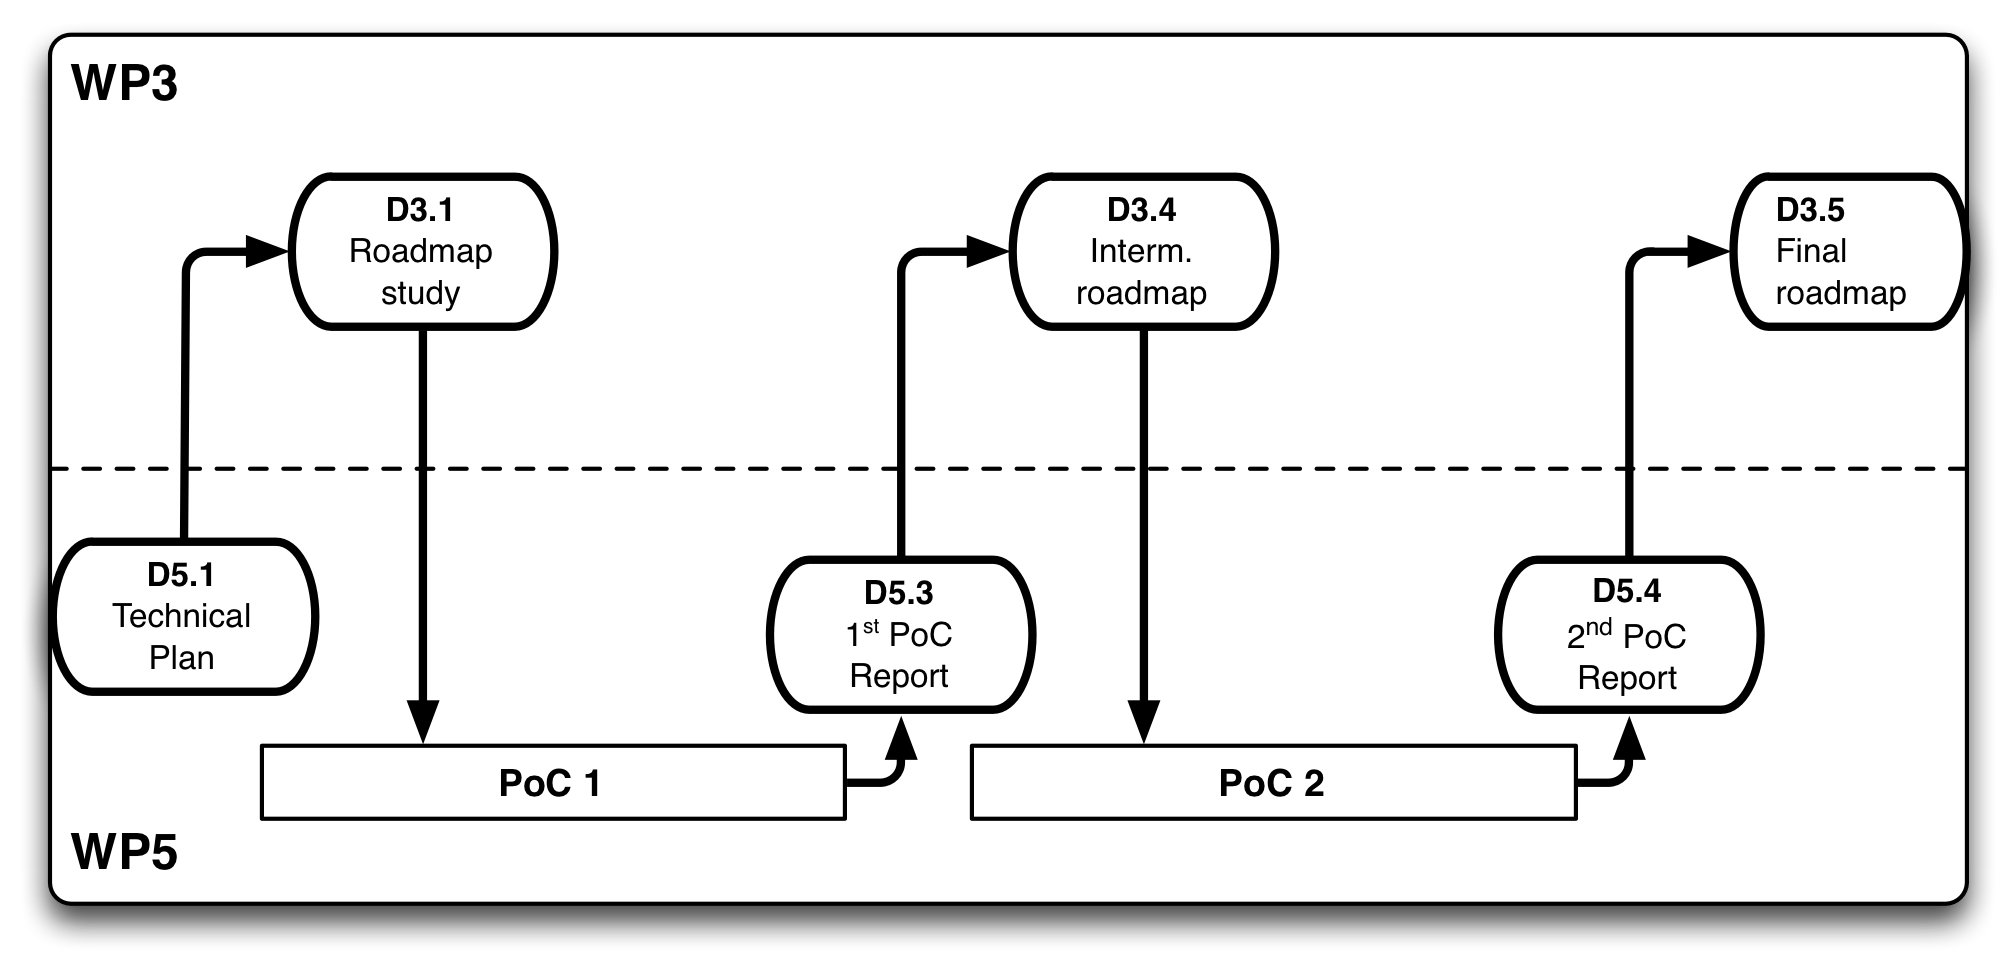 WP3
D3.1
Roadmap
study
D3.4
Interm.
roadmap
D3.5
Final
roadmap
D5.1
Technical
Plan
D5.3
1st PoC
Report
D5.4
2nd PoC
Report
PoC 1
PoC 2
WP5